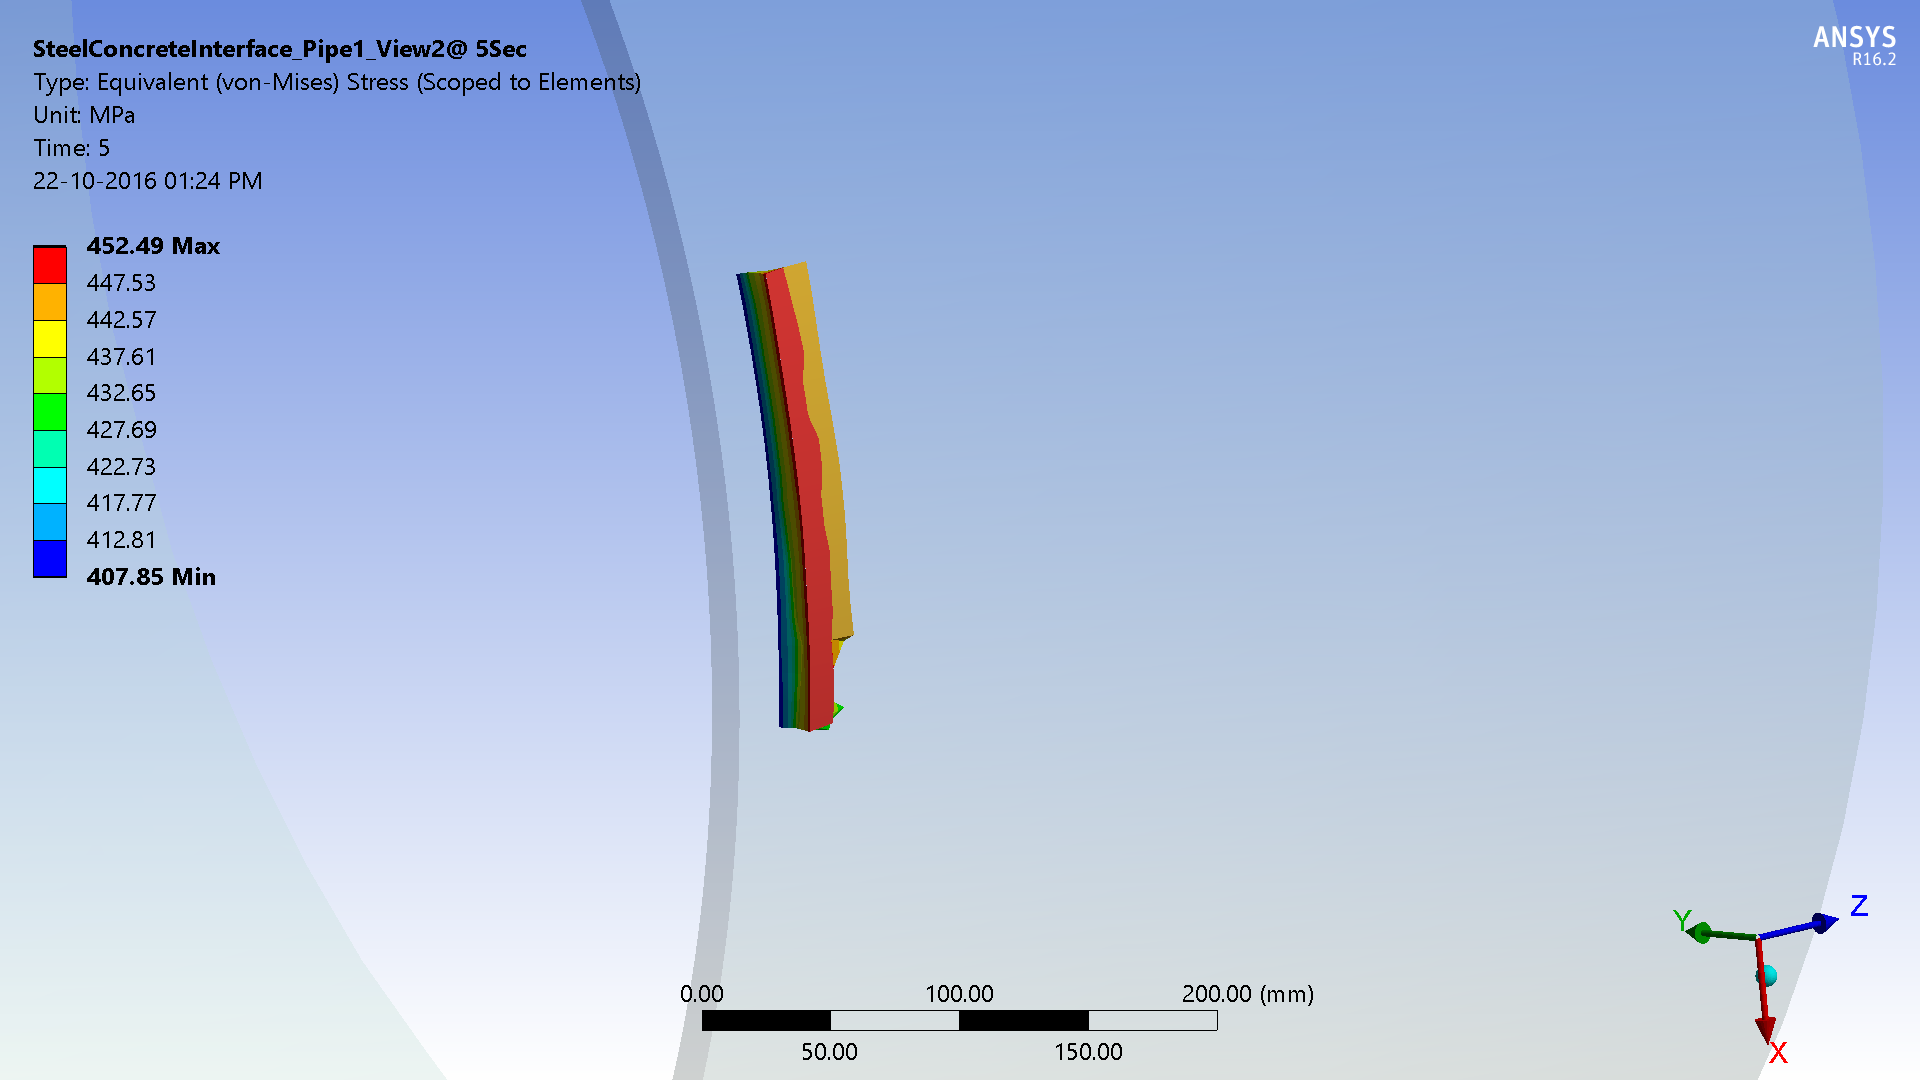 SteelConcreteInterface_Pipe1_View2@ 5Sec
Type: Equivalent (von-Mises) Stress (Scoped to Elements)
Unit: MPa
Time: 5
22-10-2016 01:24 PM
ANSYS
R16.2
452.49 Max
447.53
442.57
437.61
432.65
427.69
422.73
417.77
412.81
407.85 Min
Y
Z
X
0.00 100.00 200.00 (mm)
50.00 150.00